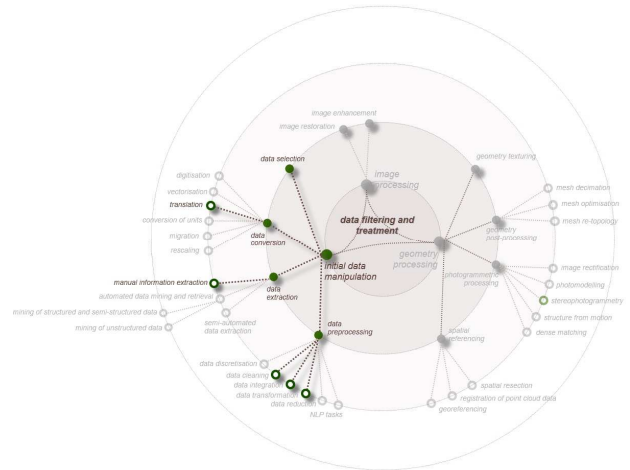 image enhancement
image restoration
data selection
geometry texturing
image
processing
digitisation
vectorisation
translation
conversion of units
migration
rescaling
data
conversion
data filtering and
treatment
mesh decimation
mesh optimisation
mesh re-topology
geometry
post-processing
geometry
processing
initial data
manipulation
manual information extraction
data
extraction
automated data mining and retrieval
mining of structured and semi-structured data
mining of unstructured data
semi-automated
data extraction
photogrammetric
processing
image rectification
photomodelling
stereophotogrammetry
structure from motion
dense matching
data
preprocessing
spatial
referencing
data discretisation
data cleaning
data integration
data transformation
data reduction
NLP tasks
spatial resection
registration of point cloud data
georeferencing